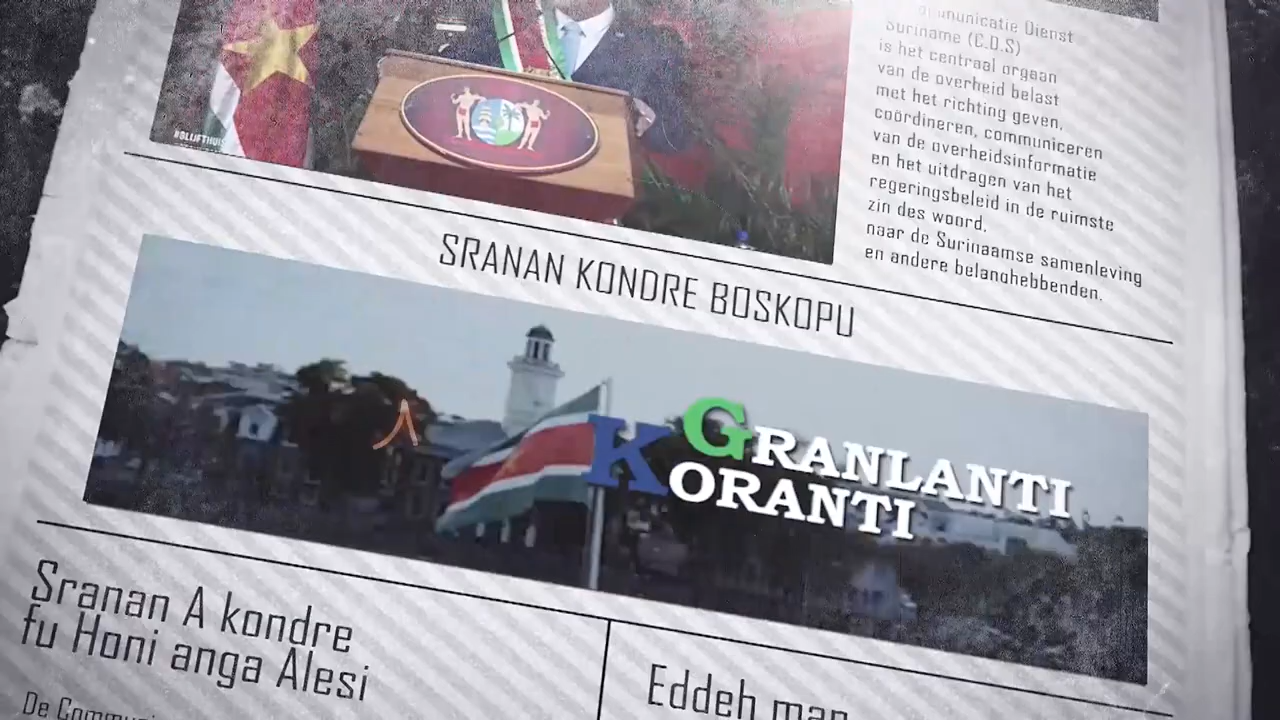 Dienst
Suriname (C.D.S)
is het centraal orgaan
van de overheid belast
met het richting geven,
coördineren, communiceren
van de overheidsinformatie
en het uitdragen van het
regeringsbeleid in de ruimste
zin des woord,
naar de Surinaamse samenleving
en andere belanghebbenden.
SRANAN KONDRE BOSKOPU
GRANLANTI
KORANTI
Sranan A kondre
fu Honi anga Alesi
De
Eddeh man